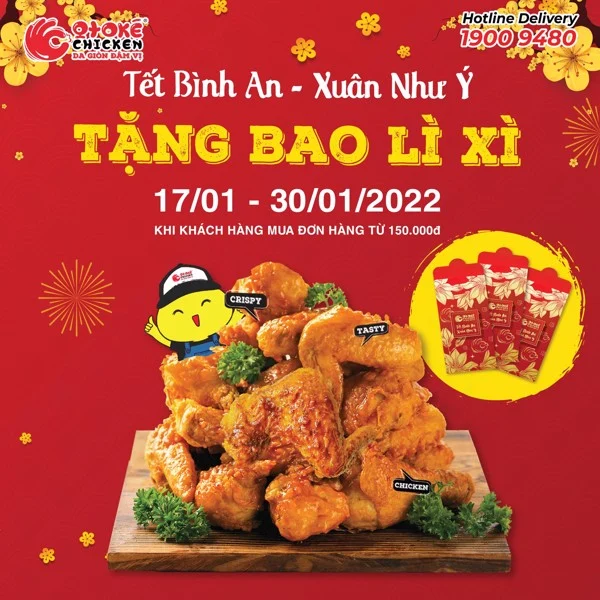 OTOKÉ
CHICKEN
DA GIÒN ĐẬM VỊ
Hotline Delivery
1900 9480
Tết Bình An - Xuân Như Ý
TẶNG BAO LÌ XÌ
17/01 - 30/01/2022
KHI KHÁCH HÀNG MUA ĐƠN HÀNG TỪ 150.000đ
CRISPY
TASTY
CHICKEN